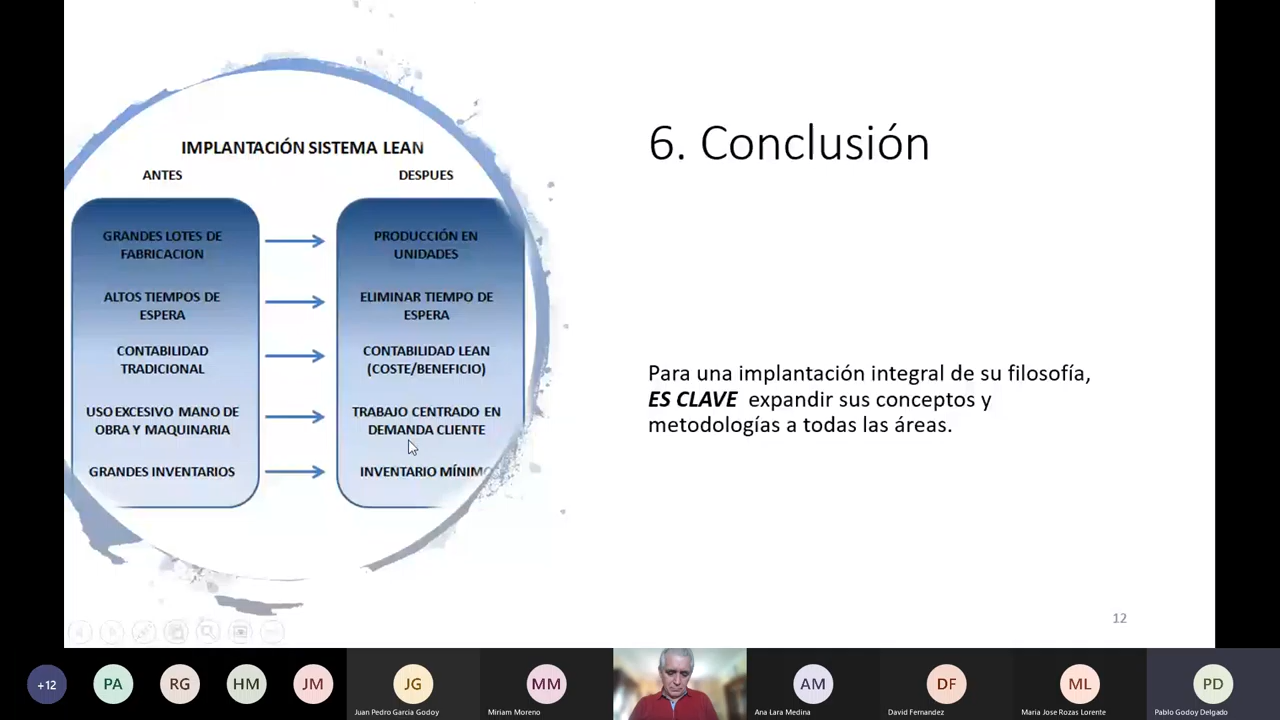 IMPLANTACIÓN SISTEMA LEAN
ANTES
DESPUES
GRANDES LOTES DE
FABRICACION
PRODUCCIÓN EN
UNIDADES
ALTOS TIEMPOS DE
ESPERA
ELIMINAR TIEMPO DE
ESPERA
CONTABILIDAD
TRADICIONAL
CONTABILIDAD LEAN
(COSTE/BENEFICIO)
USO EXCESIVO MANO DE
OBRA Y MAQUINARIA
TRABAJO CENTRADO EN
DEMANDA CLIENTE
GRANDES INVENTARIOS
INVENTARIO MÍNIMO
6. Conclusión
Para una implantación integral de su filosofía,
ES CLAVE expandir sus conceptos y
metodologías a todas las áreas.
12
+12
PA
RG
HM
JM
JG
Juan Pedro Garcia Godoy
MM
Miriam Moreno
AM
Ana Lara Medina
DF
David Fernandez
ML
Maria Jose Rozas Lorente
PD
Pablo Godoy Delgado